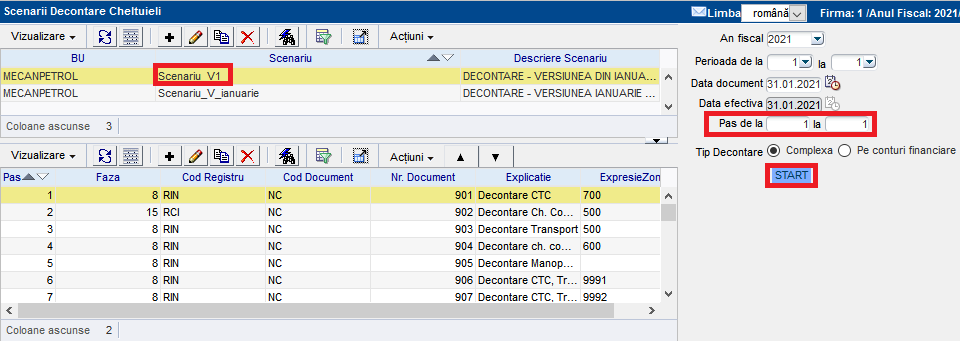 Scenarii Decontare Cheltuieli
Limba română Firma: 1 /Anul Fiscal: 2021/
Vizualizare Acțiuni
BU Scenariu Descriere Scenariu
MECANPETROL Scenariu_V1 DECONTARE - VERSIUNEA DIN IANUA...
MECANPETROL Scenariu_V_ianuarie DECONTARE - VERSIUNEA IANUARIE ...
Coloane ascunse 3
Vizualizare Acțiuni
Pas Faza Cod Registru Cod Document Nr. Document Explicatie ExpresieZon
1 8 RIN NC 901 Decontare CTC 700
2 15 RCI NC 902 Decontare Ch. Co... 500
3 8 RIN NC 903 Decontare Transport 500
4 8 RIN NC 904 Decontare ch. co... 600
5 8 RIN NC 905 Decontare Manop...
6 8 RIN NC 906 Decontare CTC, Tr... 9991
7 8 RIN NC 907 Decontare CTC, Tr... 9992
Coloane ascunse 2
An fiscal 2021
Perioada de la 1 la 1
Data document 31.01.2021
Data efectiva 31.01.2021
Pas de la 1 la 1
Tip Decontare Complexa Pe conturi financiare
START